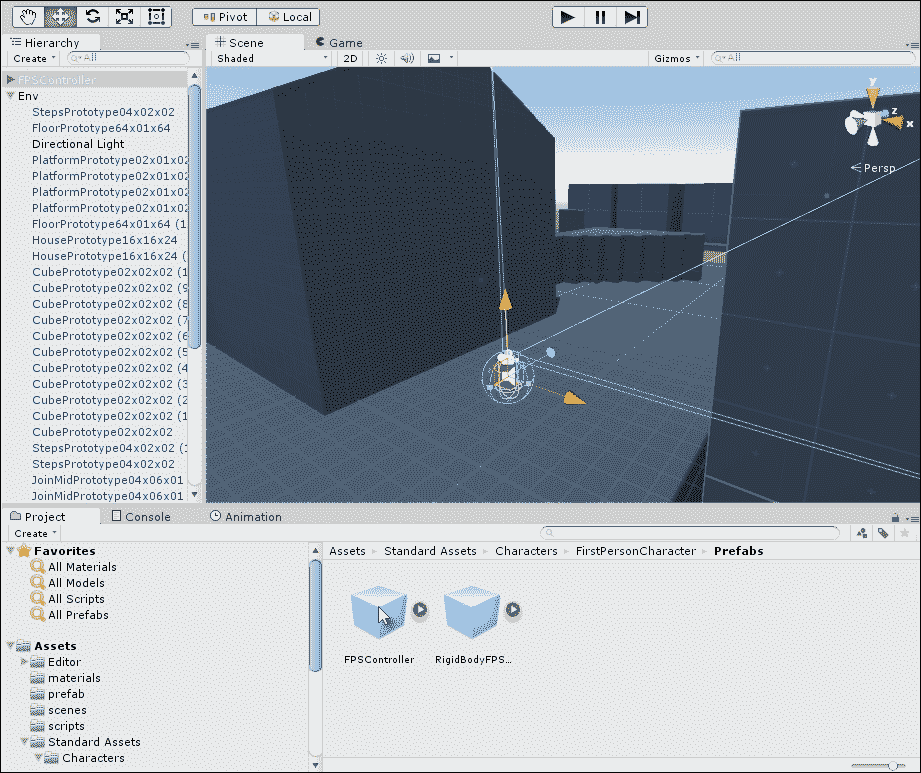 Pivot Local
Hierarchy
Create All
FPSController
Env
StepsPrototype04x02x02
FloorPrototype64x01x64
Directional Light
PlatformPrototype02x01x02
PlatformPrototype02x01x02
PlatformPrototype02x01x02
PlatformPrototype02x01x02
FloorPrototype64x01x64 (1
HousePrototype16x16x24
HousePrototype16x16x24 (
CubePrototype02x02x02 (1
CubePrototype02x02x02 (9
CubePrototype02x02x02 (8
CubePrototype02x02x02 (7
CubePrototype02x02x02 (6
CubePrototype02x02x02 (5
CubePrototype02x02x02 (4
CubePrototype02x02x02 (3
CubePrototype02x02x02 (2
CubePrototype02x02x02 (1
CubePrototype02x02x02
StepsPrototype04x02x02 (1
StepsPrototype04x02x02
JoinMidPrototype04x06x01
JoinMidPrototype04x06x01
Scene Game
Shaded 2D Gizmos All
y
z
x
Persp
Project Console Animation
Create
Favorites
All Materials
All Models
All Scripts
All Prefabs
Assets
Editor
materials
prefab
scenes
scripts
Standard Assets
Characters
Assets Standard Assets Characters FirstPersonCharacter Prefabs
FPSController RigidBodyFPS...